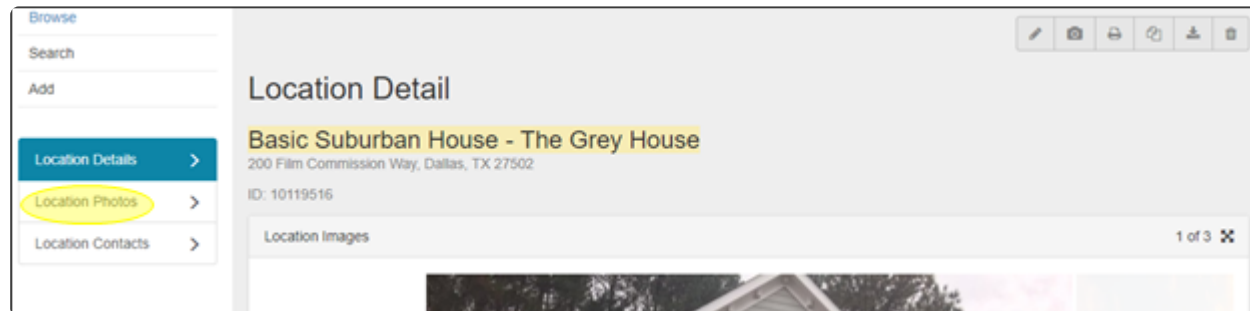 Browse
Search
Add
Location Details
Location Photos
Location Contacts
Location Detail
Basic Suburban House - The Grey House
200 Film Commission Way, Dallas, TX 27502
ID: 10119516
Location Images
1 of 3